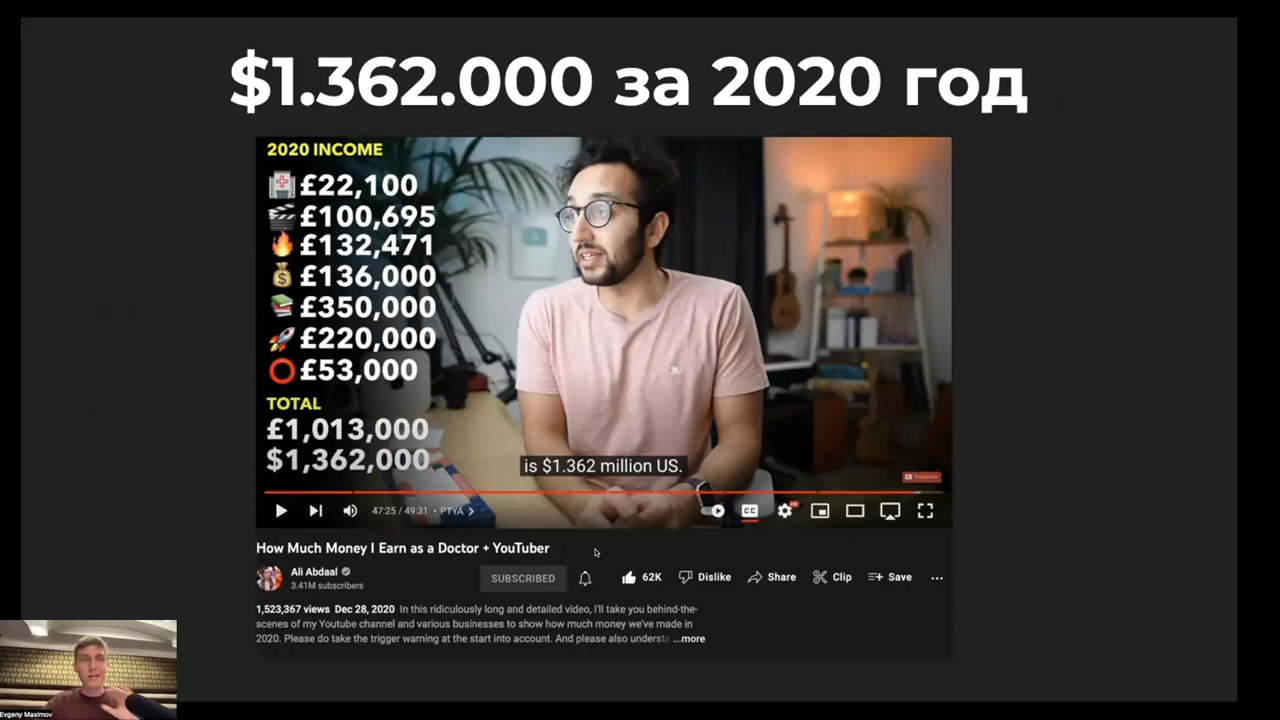 $1.362.000 за 2020 год
2020 INCOME
£22,100
£100,695
£132,471
£136,000
£350,000
£220,000
£53,000
TOTAL
£1,013,000
$1,362,000
is $1.362 million US.
Subscribe
47:25 / 49:31 • PTYA
CC
HD
How Much Money I Earn as a Doctor + YouTuber
Ali Abdaal
3.41M subscribers
SUBSCRIBED
62K
Dislike
Share
Clip
Save
1,523,367 views Dec 28, 2020 In this ridiculously long and detailed video, I'll take you behind-the-
scenes of my Youtube channel and various businesses to show how much money we've made in
2020. Please do take the trigger warning at the start into account. And please also understa ...more
Evgeny Maximov